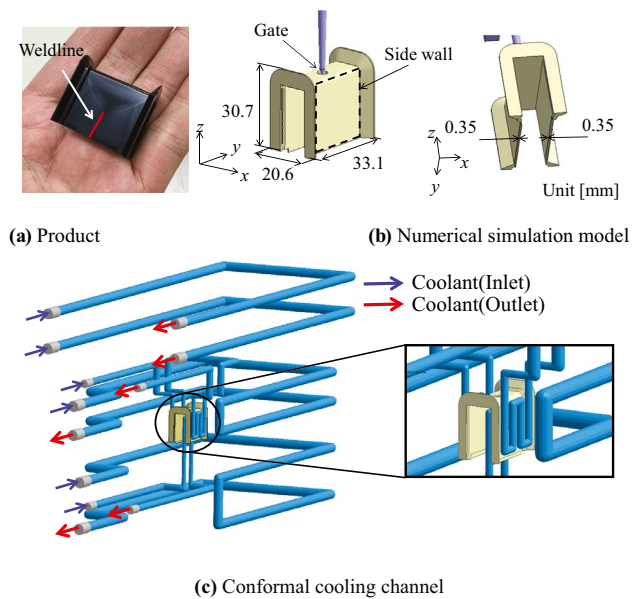 Weldline
Gate
Side wall
30.7
z
y
x
20.6
33.1
0.35
0.35
z
x
y
Unit [mm]
(a) Product
(b) Numerical simulation model
Coolant(Inlet)
Coolant(Outlet)
(c) Conformal cooling channel